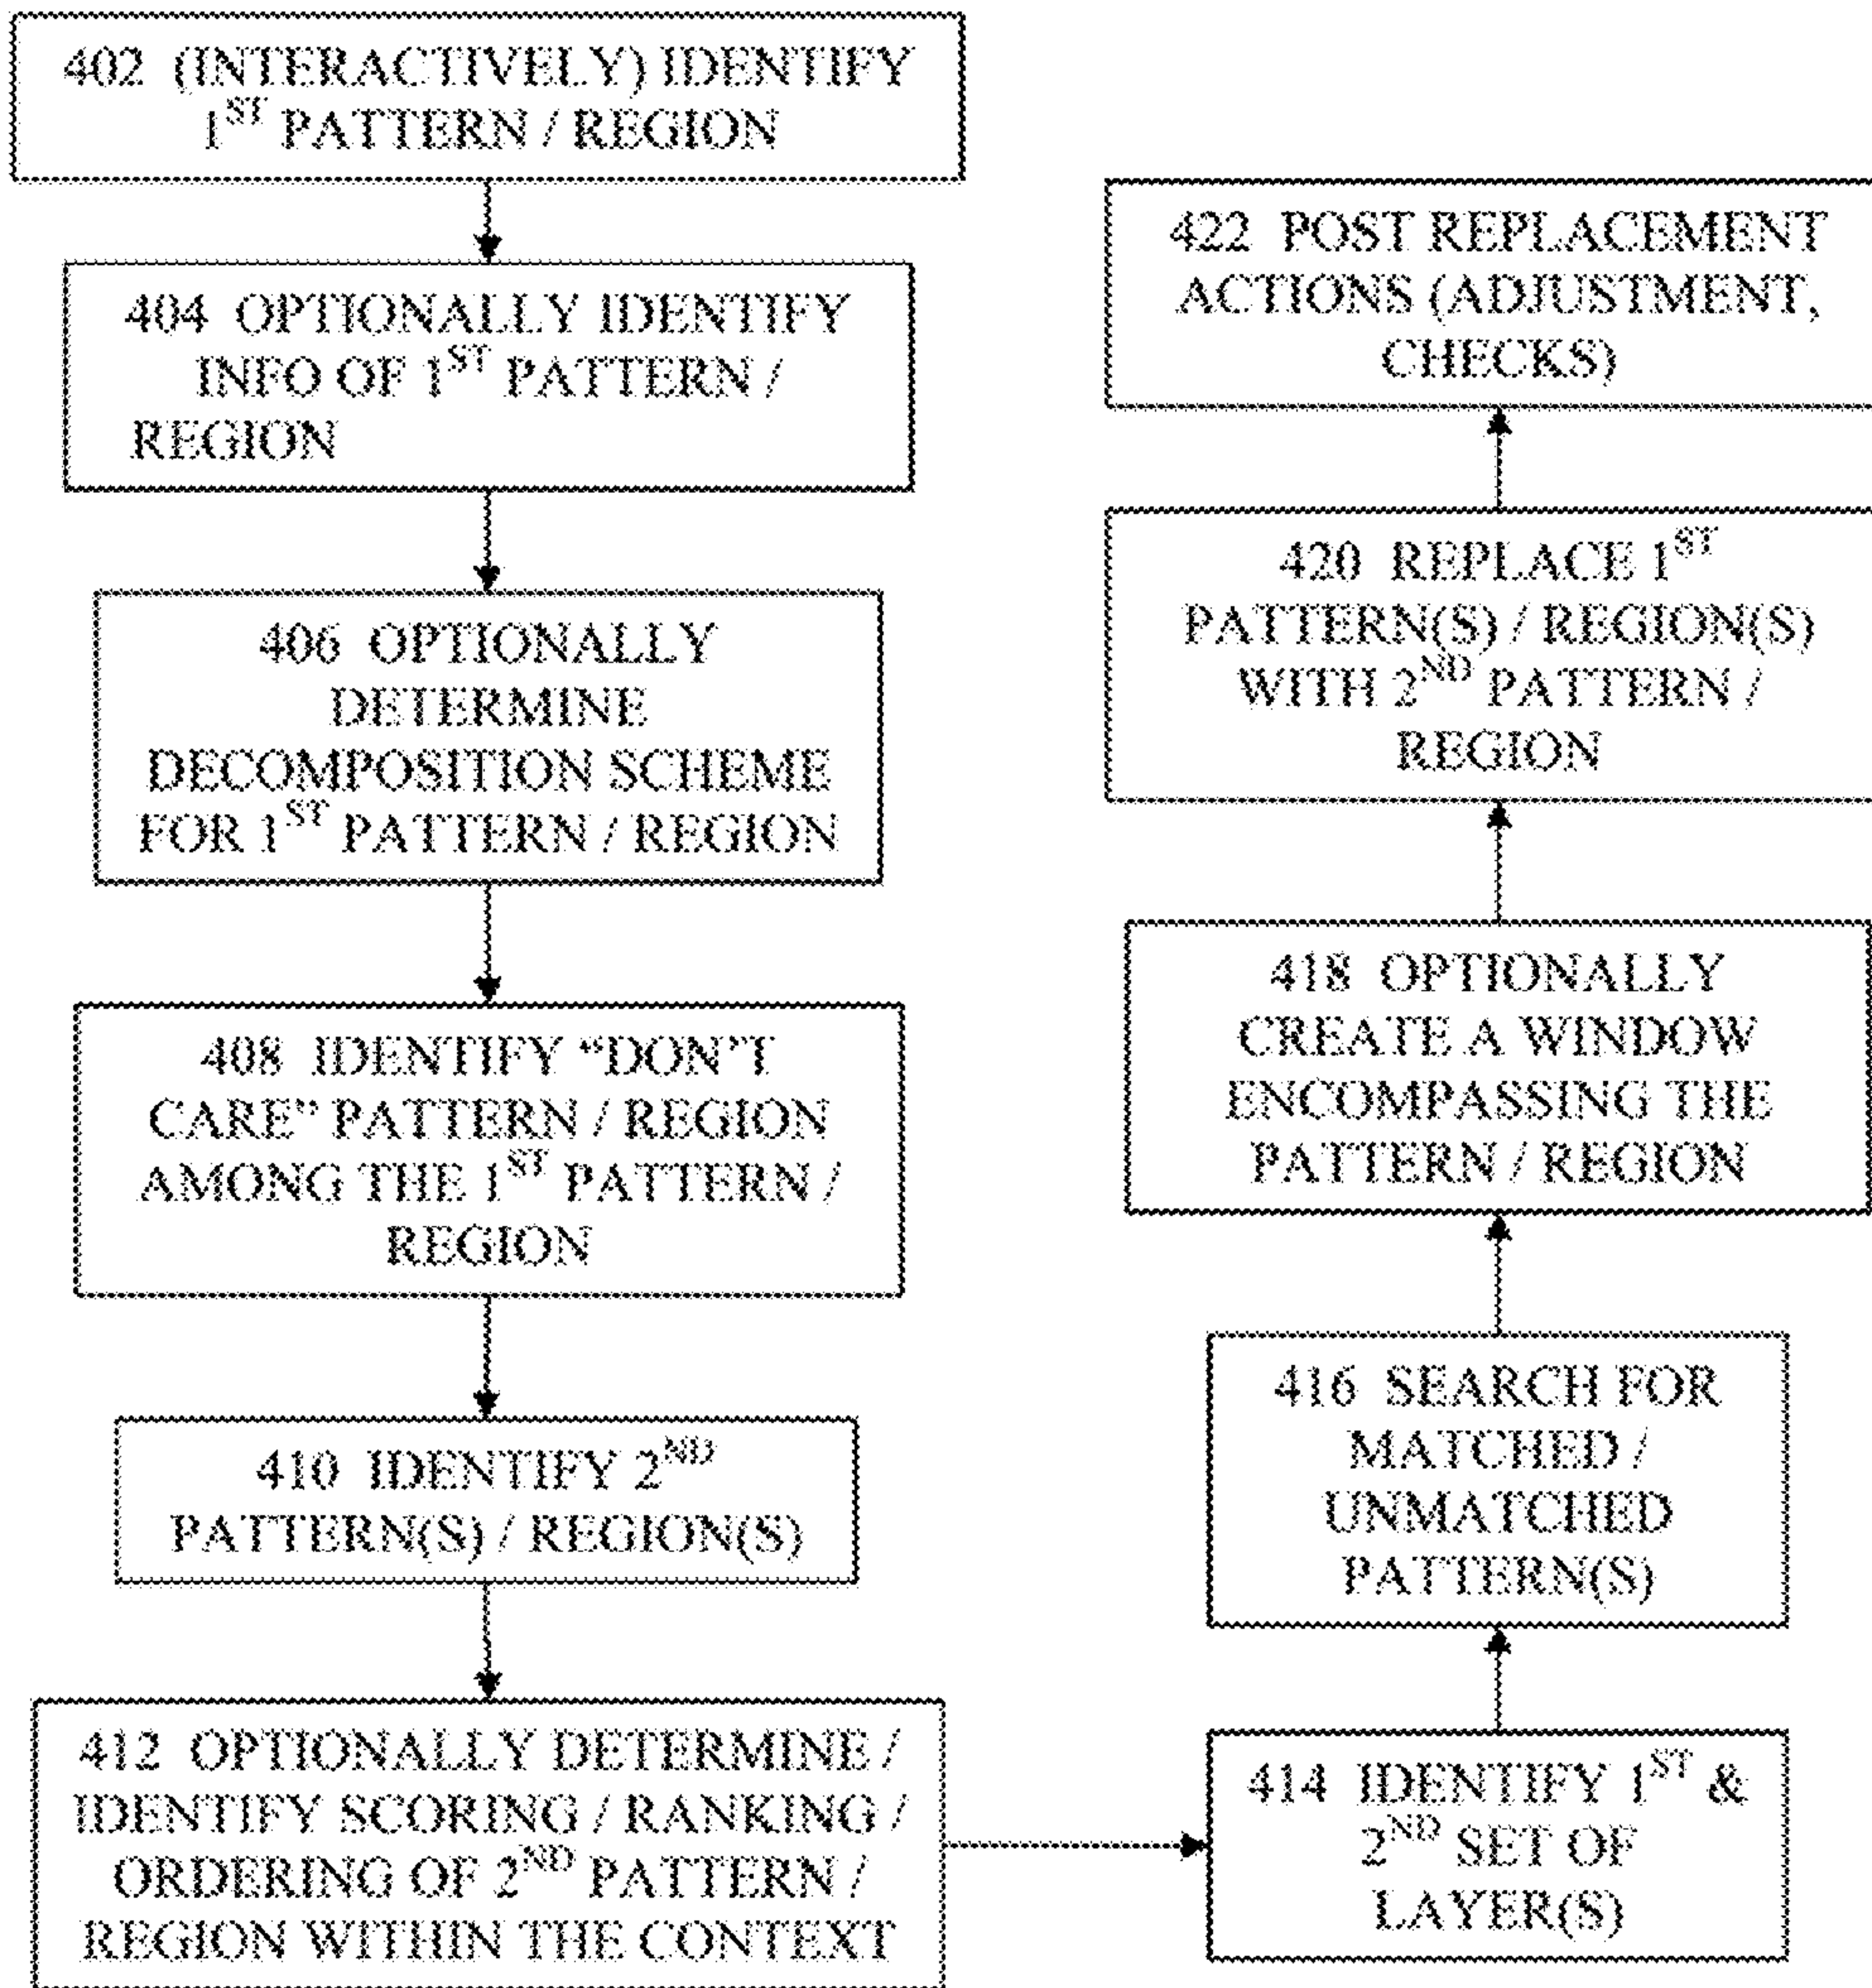 402 (INTERACTIVELY) IDENTIFY
1ST PATTERN / REGION
404 OPTIONALLY IDENTIFY
INFO OF 1ST PATTERN /
REGION
406 OPTIONALLY
DETERMINE
DECOMPOSITION SCHEME
FOR 1ST PATTERN / REGION
408 IDENTIFY “DON’T
CARE” PATTERN / REGION
AMONG THE 1ST PATTERN /
REGION
410 IDENTIFY 2ND
PATTERN(S) / REGION(S)
412 OPTIONALLY DETERMINE /
IDENTIFY SCORING / RANKING /
ORDERING OF 2ND PATTERN /
REGION WITHIN THE CONTEXT
414 IDENTIFY 1ST &
2ND SET OF
LAYER(S)
416 SEARCH FOR
MATCHED /
UNMATCHED
PATTERN(S)
418 OPTIONALLY
CREATE A WINDOW
ENCOMPASSING THE
PATTERN / REGION
420 REPLACE 1ST
PATTERN(S) / REGION(S)
WITH 2ND PATTERN /
REGION
422 POST REPLACEMENT
ACTIONS (ADJUSTMENT,
CHECKS)